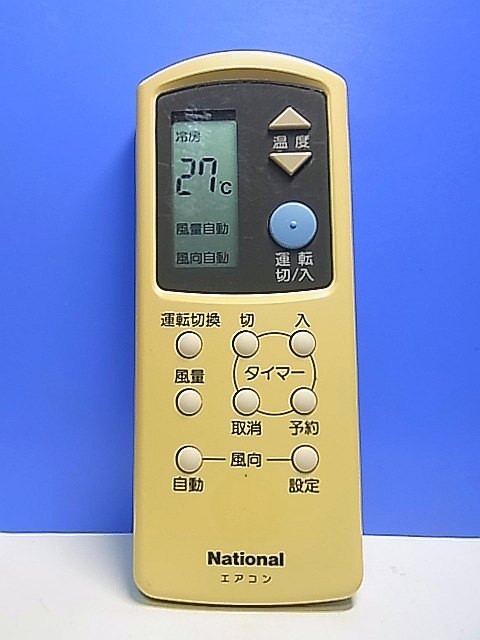 冷房
温度
27℃
風量自動
風向自動
運転
切/入
運転切換 切 入
風量 タイマー
取消 予約
風向
自動 設定
National
エアコン